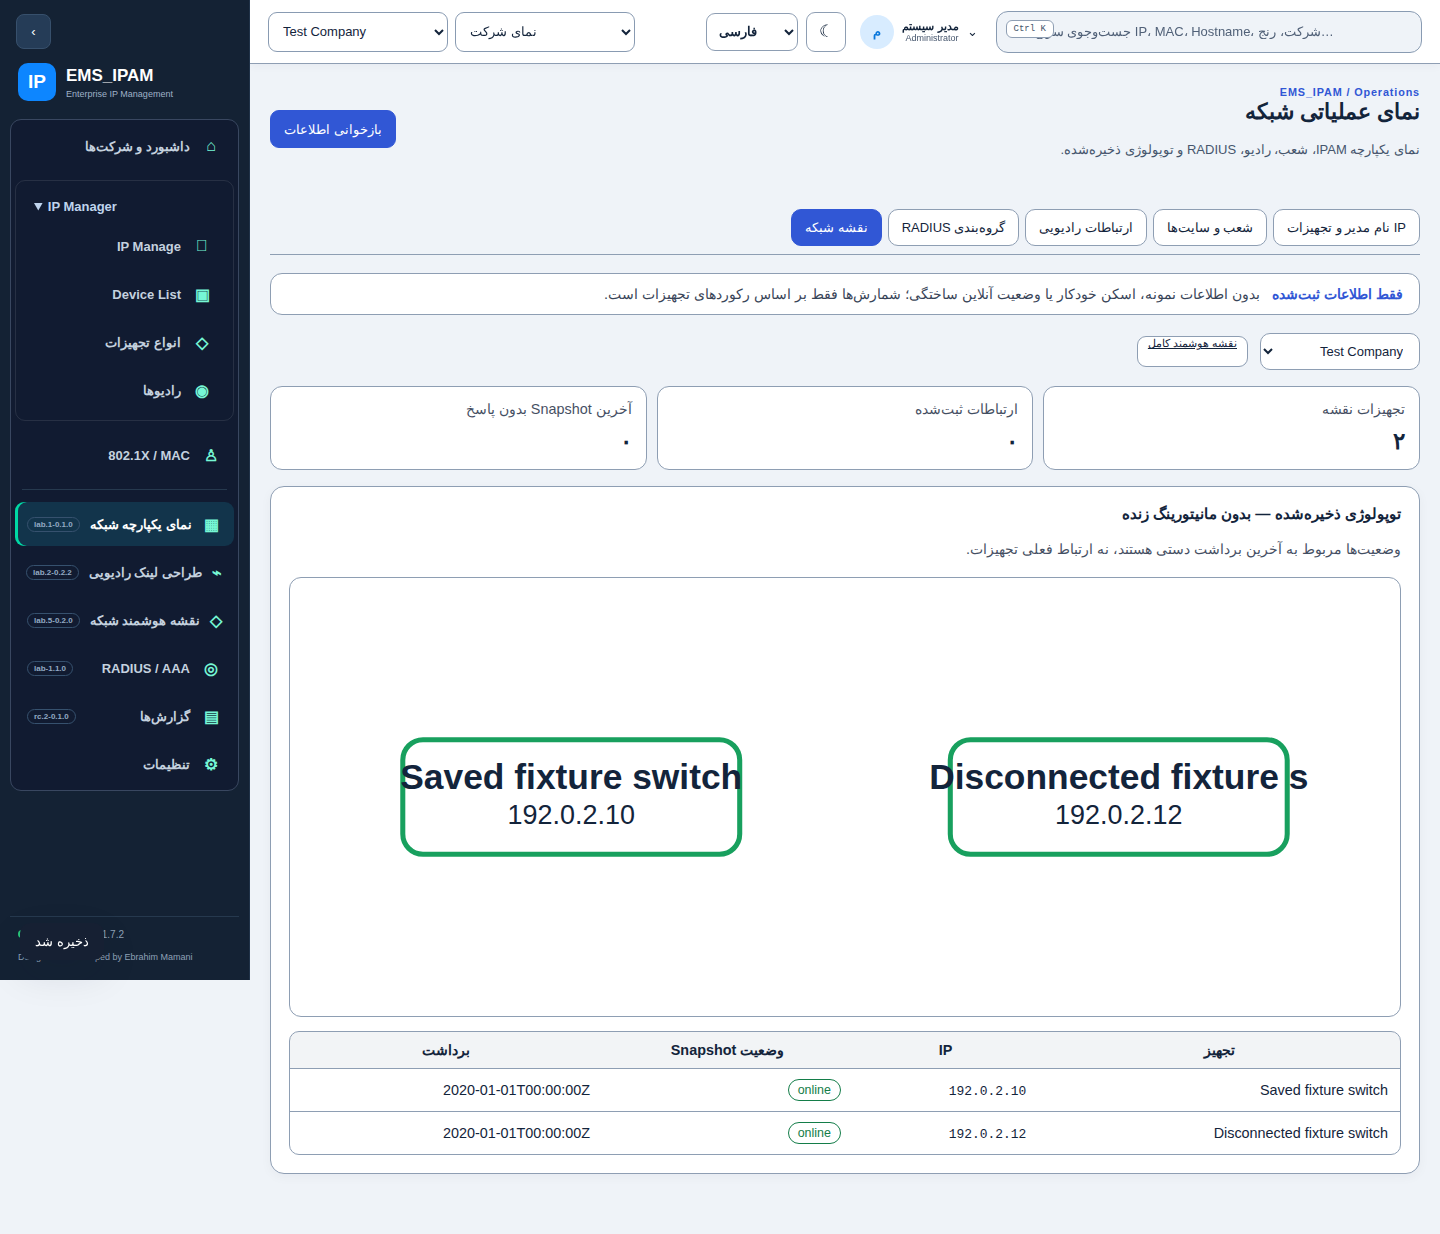 ‹
IP
EMS_IPAM
Enterprise IP Management
داشبورد و شرکت‌ها
IP Manager
IP Manage
Device List
انواع تجهیزات
رادیوها
802.1X / MAC
نمای یکپارچه شبکه lab.1-0.1.0
طراحی لینک رادیویی lab.2-0.2.2
نقشه هوشمند شبکه lab.5-0.2.0
RADIUS / AAA lab-1.1.0
گزارش‌ها rc.2-0.1.0
تنظیمات
1.7.2
ذخیره شد
by Ebrahim Mamani
Test Company
نمای شرکت
فارسی
م
مدیر سیستم
Administrator
شرکت، رنج IP، MAC، Hostname، جست‌وجوی…
Ctrl K
EMS_IPAM / Operations
نمای عملیاتی شبکه
نمای یکپارچه IPAM، شعب، رادیو، RADIUS و توپولوژی ذخیره‌شده.
بازخوانی اطلاعات
IP نام مدیر و تجهیزات
شعب و سایت‌ها
ارتباطات رادیویی
گروه‌بندی RADIUS
نقشه شبکه
فقط اطلاعات ثبت‌شده بدون اطلاعات نمونه، اسکن خودکار یا وضعیت آنلاین ساختگی؛ شمارش‌ها فقط بر اساس رکوردهای تجهیزات است.
Test Company
نقشه هوشمند کامل
تجهیزات نقشه
۲
ارتباطات ثبت‌شده
۰
آخرین Snapshot بدون پاسخ
۰
توپولوژی ذخیره‌شده — بدون مانیتورینگ زنده
وضعیت‌ها مربوط به آخرین برداشت دستی هستند، نه ارتباط فعلی تجهیزات.
Disconnected fixture s
192.0.2.12
Saved fixture switch
192.0.2.10
تجهیز IP وضعیت Snapshot برداشت
Saved fixture switch 192.0.2.10 online 2020-01-01T00:00:00Z
Disconnected fixture switch 192.0.2.12 online 2020-01-01T00:00:00Z